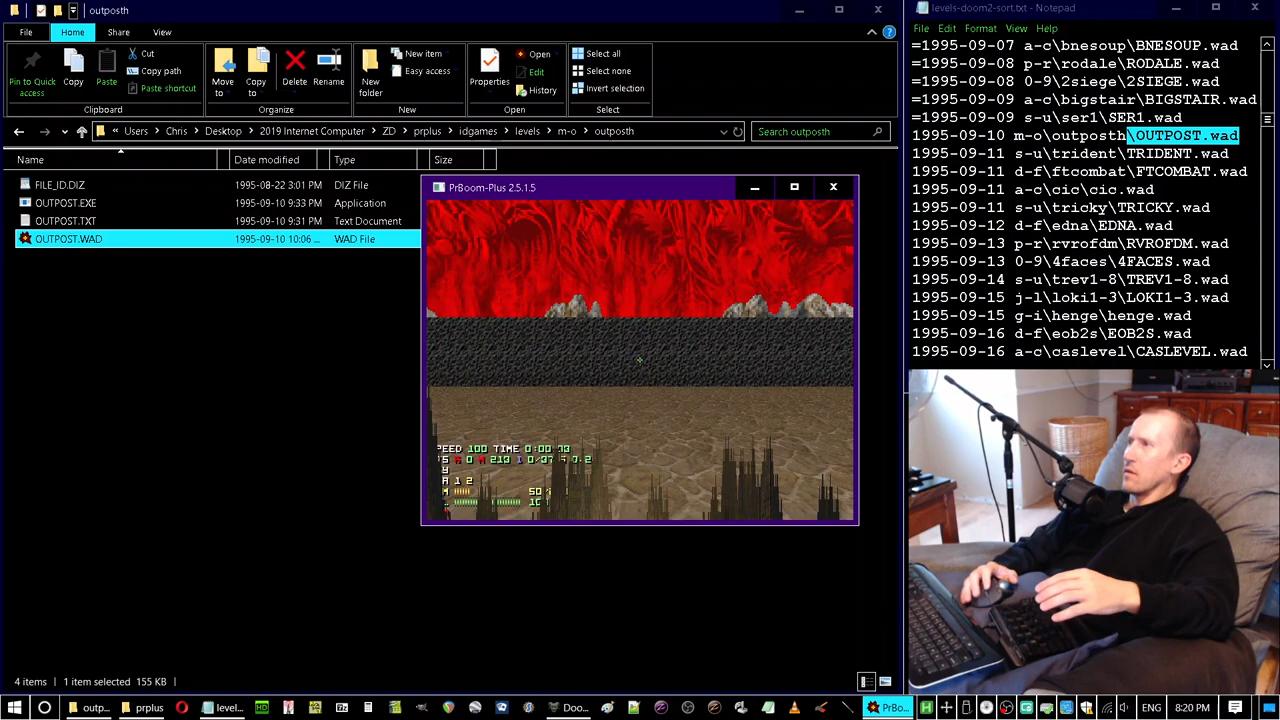 outposth
File
Home
Share
View
Pin to Quick access
Copy
Paste
Cut
Copy path
Paste shortcut
Clipboard
Move to
Copy to
Delete
Rename
Organize
New folder
New item
Easy access
New
Properties
Open
Edit
History
Open
Select all
Select none
Invert selection
Select
« Users > Chris > Desktop > 2019 Internet Computer > ZD > prplus > idgames > levels > m-o > outposth
Search outposth
Name Date modified Type Size
FILE_ID.DIZ 1995-08-22 3:01 PM DIZ File
OUTPOST.EXE 1995-09-10 9:33 PM Application
OUTPOST.TXT 1995-09-10 9:31 PM Text Document
OUTPOST.WAD 1995-09-10 10:06 ... WAD File
PrBoom-Plus 2.5.1.5
PEED 100 TIME
4 items 1 item selected 155 KB
levels-doom2-sort.txt - Notepad
File Edit Format View Help
=1995-09-07 a-c\bnesoup\BNESOUP.wad
=1995-09-08 p-r\rodale\RODALE.wad
=1995-09-08 0-9\2siege\2SIEGE.wad
=1995-09-09 a-c\bigstair\BIGSTAIR.wad
=1995-09-09 s-u\ser1\SER1.wad
1995-09-10 m-o\outposth\OUTPOST.wad
1995-09-11 s-u\trident\TRIDENT.wad
1995-09-11 d-f\ftcombat\FTCOMBAT.wad
1995-09-11 a-c\cic\cic.wad
1995-09-11 s-u\tricky\TRICKY.wad
1995-09-12 d-f\edna\EDNA.wad
1995-09-13 p-r\rvrofdm\RVROFDM.wad
1995-09-13 0-9\4faces\4FACES.wad
1995-09-14 s-u\trev1-8\TREV1-8.wad
1995-09-15 j-l\loki1-3\LOKI1-3.wad
1995-09-15 g-i\henge\henge.wad
1995-09-16 d-f\eob2s\EOB2S.wad
1995-09-16 a-c\caslevel\CASLEVEL.wad
outp...
prplus
level...
Doo...
PrBo...
8:20 PM